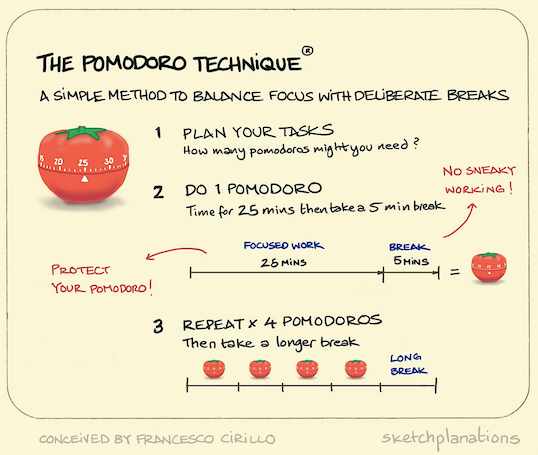 THE POMODORO TECHNIQUE®
A SIMPLE METHOD TO BALANCE FOCUS WITH DELIBERATE BREAKS
15 20 25 30 35
1 PLAN YOUR TASKS
How many pomodoros might you need?
2 DO 1 POMODORO
Time for 25 mins then take a 5 min break
NO SNEAKY
WORKING!
PROTECT
YOUR POMODORO!
FOCUSED WORK
25 MINS
BREAK
5 MINS
=
3 REPEAT x 4 POMODOROS
Then take a longer break
LONG
BREAK
CONCEIVED BY FRANCESCO CIRILLO
sketchplanations